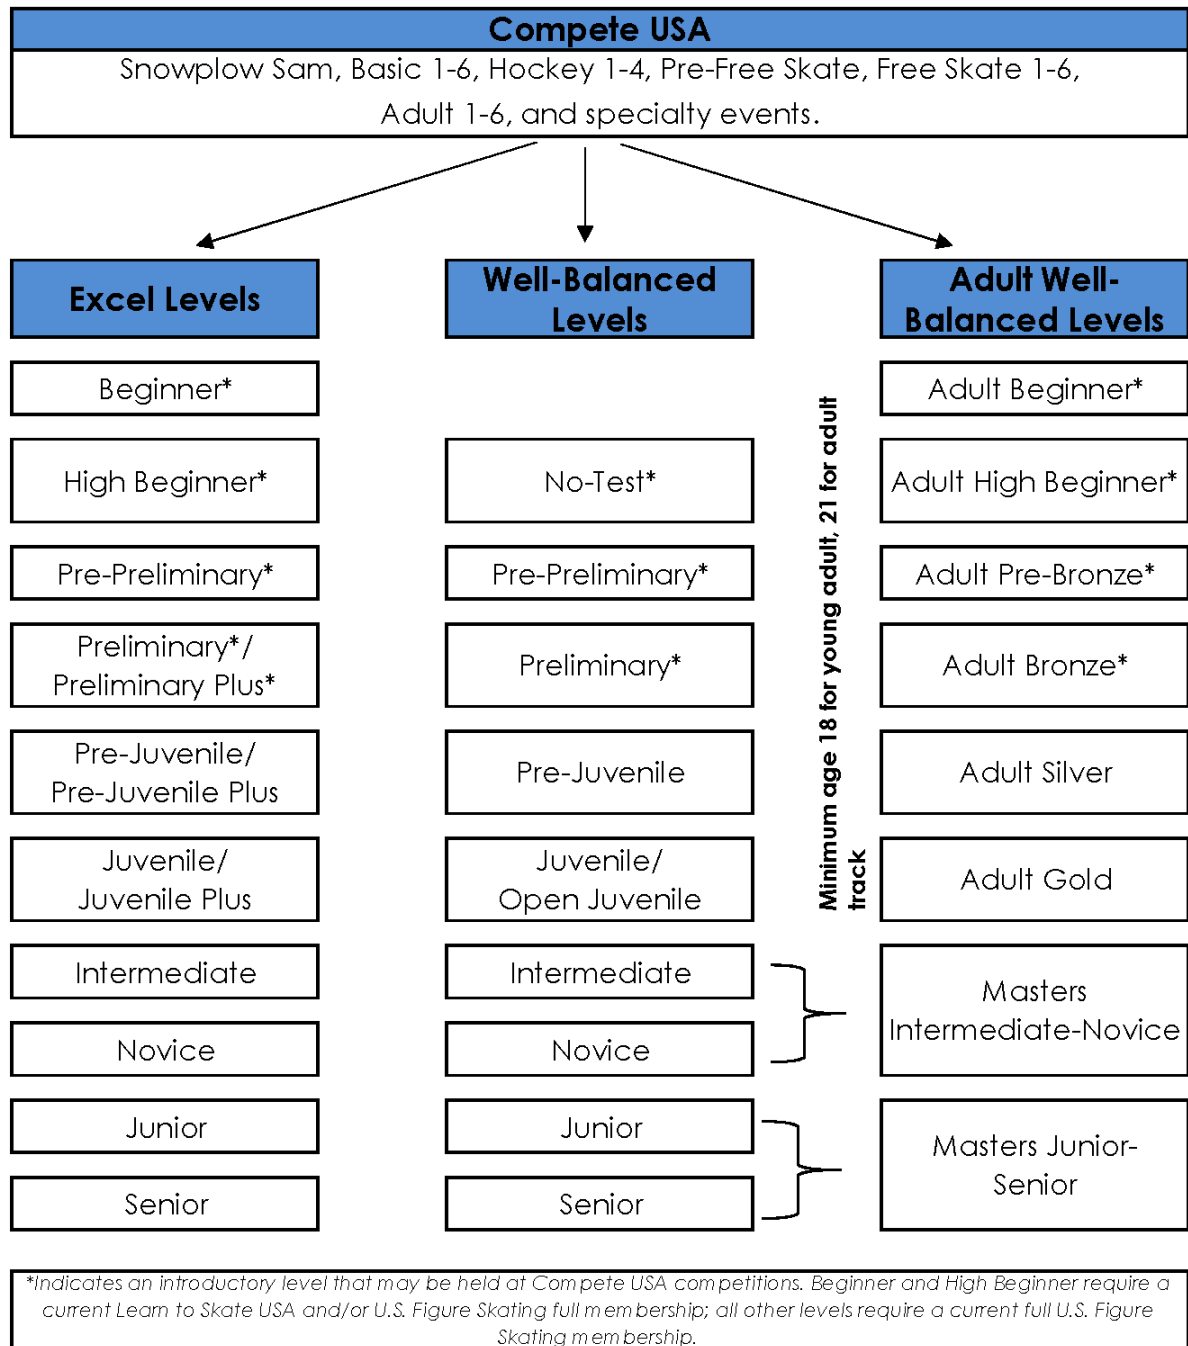 Compete USA
Snowplow Sam, Basic 1-6, Hockey 1-4, Pre-Free Skate, Free Skate 1-6,
Adult 1-6, and specialty events.
Excel Levels
Beginner*
High Beginner*
Pre-Preliminary*
Preliminary*/
Preliminary Plus*
Pre-Juvenile/
Pre-Juvenile Plus
Juvenile/
Juvenile Plus
Intermediate
Novice
Junior
Senior
Well-Balanced
Levels
No-Test*
Pre-Preliminary*
Preliminary*
Pre-Juvenile
Juvenile/
Open Juvenile
Intermediate
Novice
Junior
Senior
Minimum age 18 for young adult, 21 for adult
track
Adult Well-
Balanced Levels
Adult Beginner*
Adult High Beginner*
Adult Pre-Bronze*
Adult Bronze*
Adult Silver
Adult Gold
Masters
Intermediate-Novice
Masters Junior-
Senior
*Indicates an introductory level that may be held at Compete USA competitions. Beginner and High Beginner require a
current Learn to Skate USA and/or U.S. Figure Skating full membership; all other levels require a current full U.S. Figure
Skating membership.